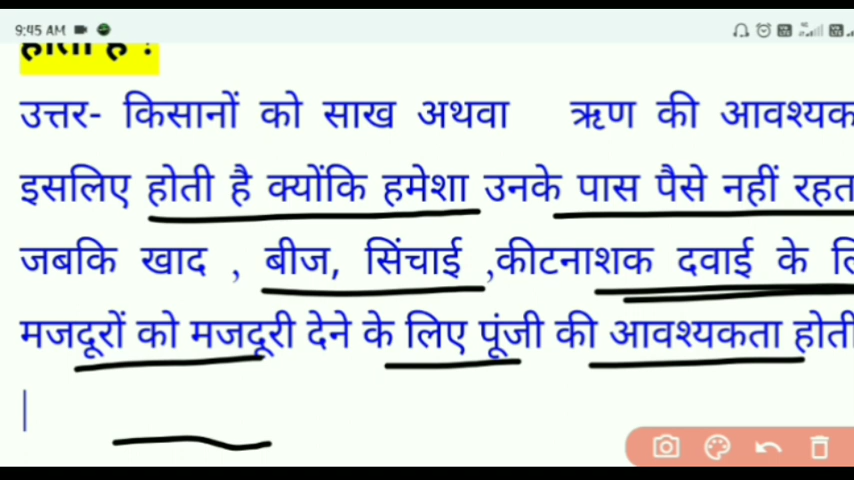 9:45 AM
होता है ?
उत्तर- किसानों को साख अथवा ऋण की आवश्यक
इसलिए होती है क्योंकि हमेशा उनके पास पैसे नहीं रहत
जबकि खाद , बीज, सिंचाई ,कीटनाशक दवाई के लि
मजदूरों को मजदूरी देने के लिए पूंजी की आवश्यकता होती
|